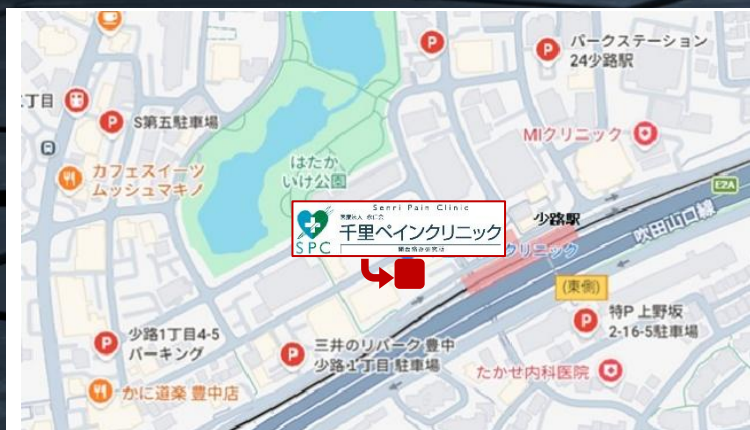 パークステーション
24少路駅
丁目
S第五駐車場
MIクリニック
カフェスイーツ
ムッシュマキノ
はたか
いけ公園
E2A
Senri Pain Clinic
千里ペインクリニック
SPC
少路駅
クリニック
吹田山口線
(東側)
特P 上野坂
2-16-5駐車場
少路1丁目4-5
パーキング
三井のリパーク 豊中
少路1丁目 駐車場
たかせ内科医院
かに道楽 豊中店